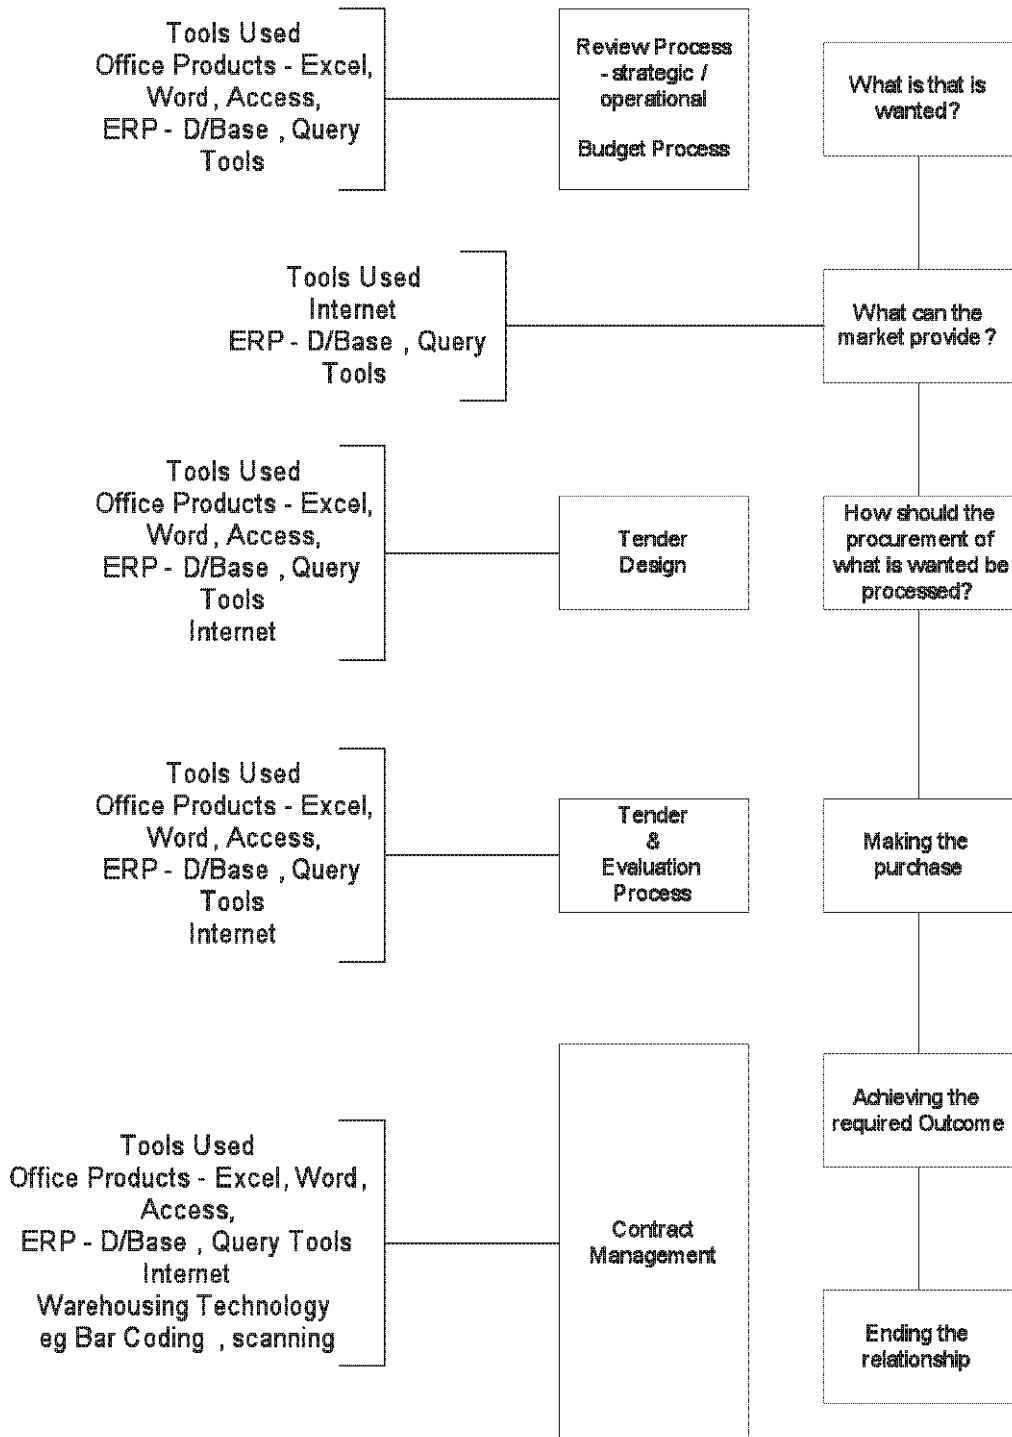 Tools Used
Office Products - Excel,
Word , Access,
ERP - D/Base , Query
Tools
Review Process
- strategic /
operational
Budget Process
What is that is
wanted?
Tools Used
Internet
ERP - D/Base , Query
Tools
What can the
market provide ?
Tools Used
Office Products - Excel,
Word , Access,
ERP - D/Base , Query
Tools
Internet
Tender
Design
How should the
procurement of
what is wanted be
processed?
Tools Used
Office Products - Excel,
Word , Access,
ERP - D/Base , Query
Tools
Internet
Tender
&
Evaluation
Process
Making the
purchase
Tools Used
Office Products - Excel, Word ,
Access,
ERP - D/Base , Query Tools
Internet
Warehousing Technology
eg Bar Coding , scanning
Contract
Management
Achieving the
required Outcome
Ending the
relationship